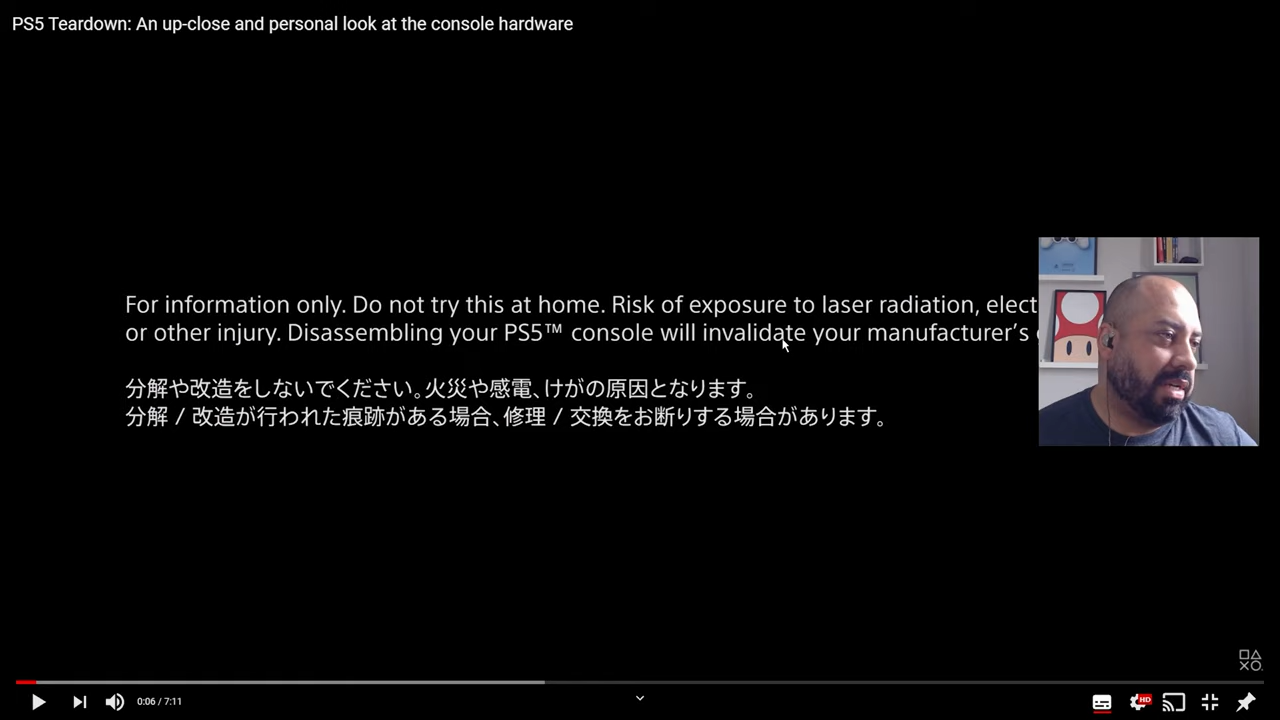 PS5 Teardown: An up-close and personal look at the console hardware
For information only. Do not try this at home. Risk of exposure to laser radiation,
or other injury. Disassembling your PS5™ console will invalidate your manufacturer’s
分解や改造をしないでください。火災や感電、けがの原因となります。
分解 / 改造が行われた痕跡がある場合、修理 / 交換をお断りする場合があります。
0:06 / 7:11
HD